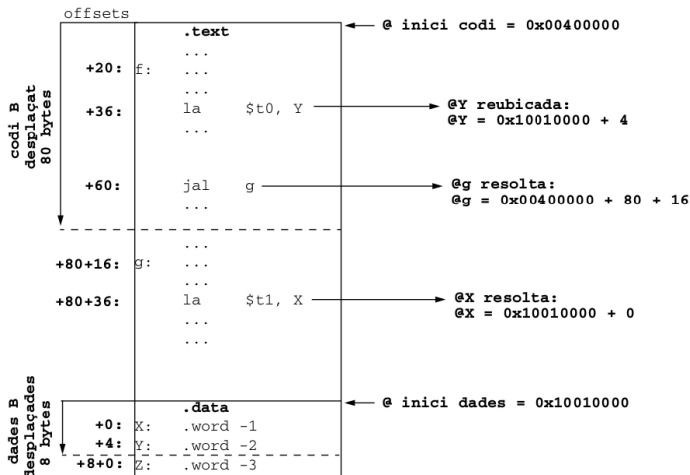 offsets
.text
@ inici codi = 0x00400000
...
+20: f: ...
...
+36: la $t0, Y
@Y reubicada:
@Y = 0x10010000 + 4
...
codi B
desplaçat
80 bytes
+60: jal g
@g resolta:
@g = 0x00400000 + 80 + 16
...
...
+80+16: g: ...
...
+80+36: la $t1, X
@X resolta:
@X = 0x10010000 + 0
...
...
.data
@ inici dades = 0x10010000
dades B
desplaçades
8 bytes
+0: X: .word -1
+4: Y: .word -2
+8+0: Z: .word -3